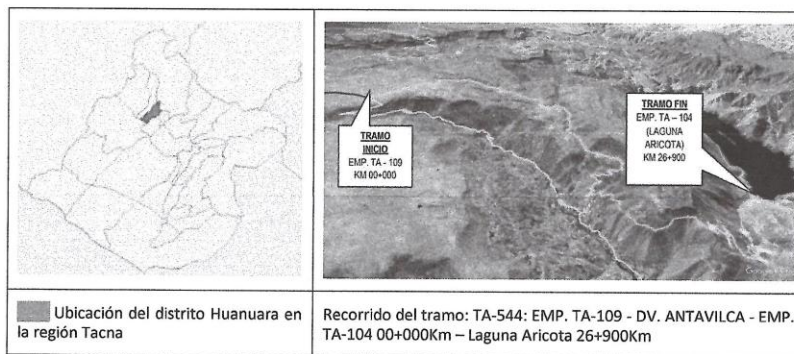 TRAMO
INICIO
EMP. TA - 109
KM 00+000
TRAMO FIN
EMP. TA – 104
(LAGUNA
ARICOTA)
KM 26+900
Ubicación del distrito Huanuara en
la región Tacna
Recorrido del tramo: TA-544: EMP. TA-109 - DV. ANTAVILCA - EMP.
TA-104 00+000Km – Laguna Aricota 26+900Km